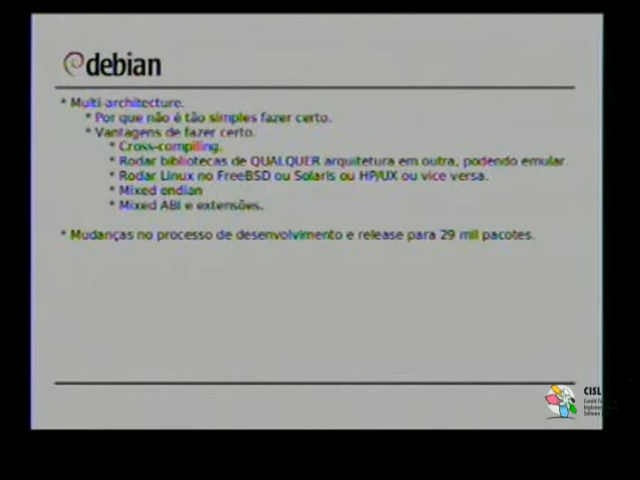 debian
* Multi-architecture.
* Por que não é tão simples fazer certo.
* Vantagens de fazer certo.
* Cross-compiling.
* Rodar bibliotecas de QUALQUER arquitetura em outra, podendo emular.
* Rodar Linux no FreeBSD ou Solaris ou HP/UX ou vice versa.
* Mixed endian
* Mixed ABI e extensões.
* Mudanças no processo de desenvolvimento e release para 29 mil pacotes.
CISL